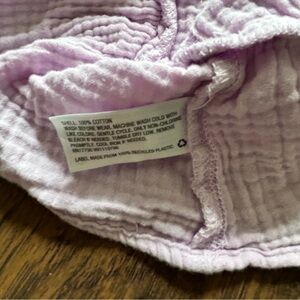 SHELL: 100% COTTON
WASH BEFORE WEAR. MACHINE WASH COLD WITH
LIKE COLORS. GENTLE CYCLE. ONLY NON-CHLORINE
BLEACH IF NEEDED. TUMBLE DRY LOW. REMOVE
PROMPTLY. COOL IRON IF NEEDED.
LABEL MADE FROM 100% RECYCLED PLASTIC.